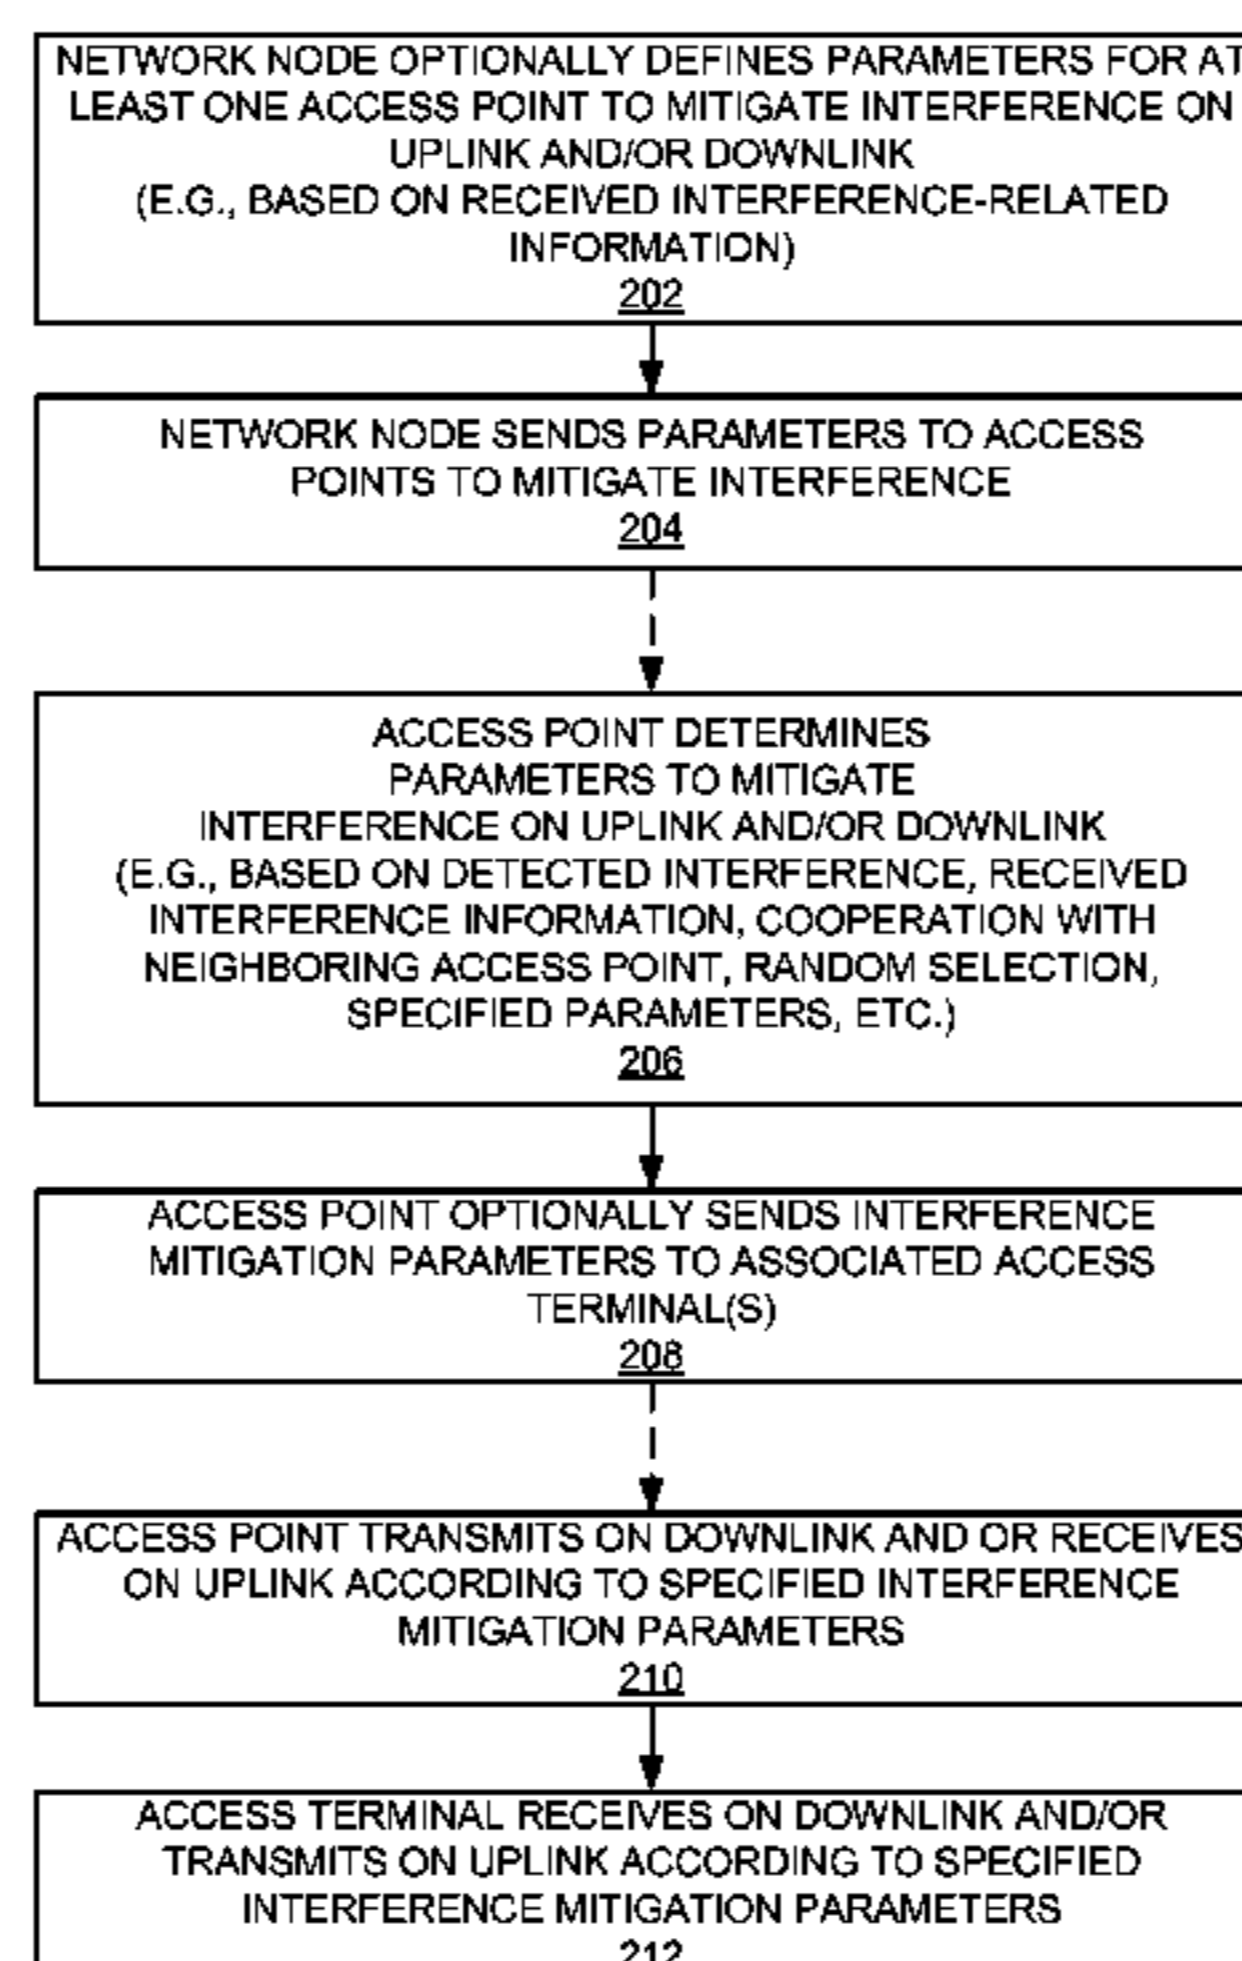 NETWORK NODE OPTIONALLY DEFINES PARAMETERS FOR AT
LEAST ONE ACCESS POINT TO MITIGATE INTERFERENCE ON
UPLINK AND/OR DOWNLINK
(E.G., BASED ON RECEIVED INTERFERENCE-RELATED
INFORMATION)
202
NETWORK NODE SENDS PARAMETERS TO ACCESS
POINTS TO MITIGATE INTERFERENCE
204
ACCESS POINT DETERMINES
PARAMETERS TO MITIGATE
INTERFERENCE ON UPLINK AND/OR DOWNLINK
(E.G., BASED ON DETECTED INTERFERENCE, RECEIVED
INTERFERENCE INFORMATION, COOPERATION WITH
NEIGHBORING ACCESS POINT, RANDOM SELECTION,
SPECIFIED PARAMETERS, ETC.)
206
ACCESS POINT OPTIONALLY SENDS INTERFERENCE
MITIGATION PARAMETERS TO ASSOCIATED ACCESS
TERMINAL(S)
208
ACCESS POINT TRANSMITS ON DOWNLINK AND OR RECEIVES
ON UPLINK ACCORDING TO SPECIFIED INTERFERENCE
MITIGATION PARAMETERS
210
ACCESS TERMINAL RECEIVES ON DOWNLINK AND/OR
TRANSMITS ON UPLINK ACCORDING TO SPECIFIED
INTERFERENCE MITIGATION PARAMETERS
212